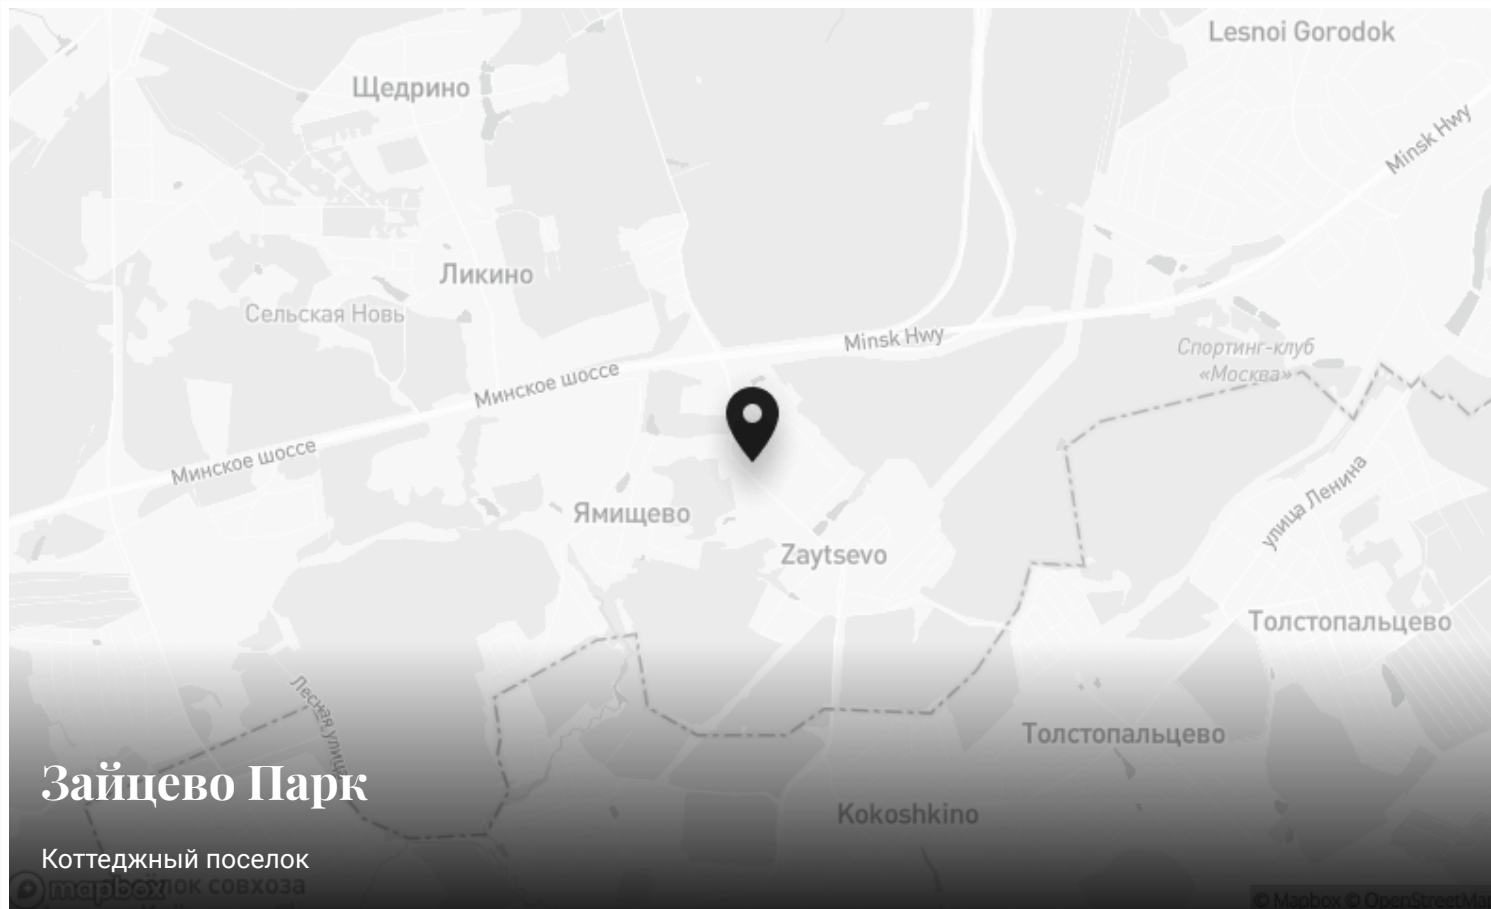 Lesnoi Gorodok
Щедрино
Minsk Hwy
Ликино
Сельская Новь
Minsk Hwy
Спортинг-клуб
«Москва»
Минское шоссе
Минское шоссе
улица Ленина
Ямищево
Zaytsevo
Толстопальцево
Лесная улица
Толстопальцево
Зайцево Парк
Kokoshkino
Коттеджный поселок
mapbox
совхоза
© Mapbox © OpenStreetMap